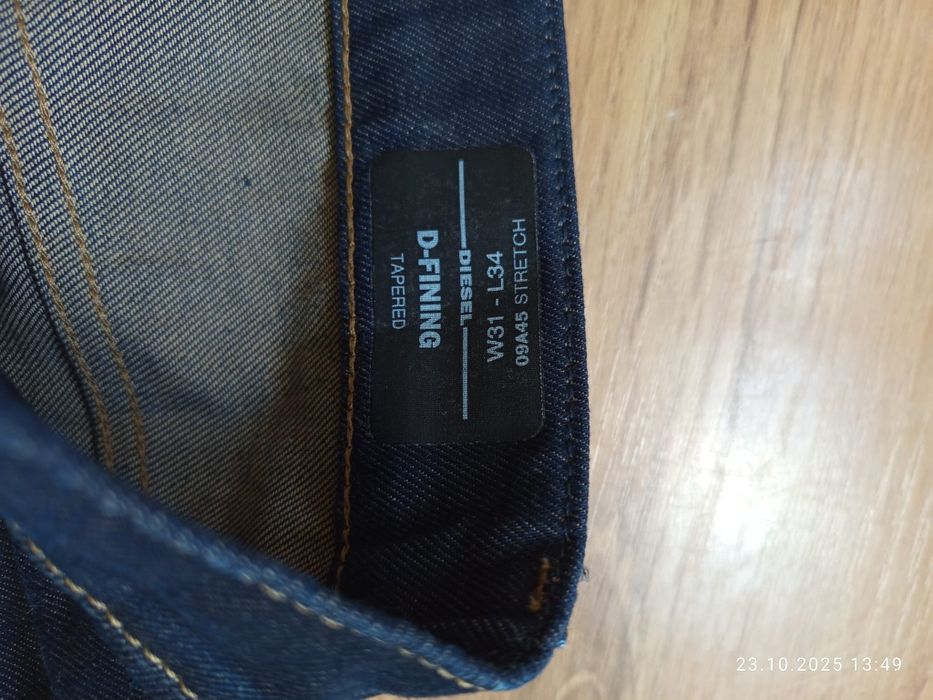 D-FINING
TAPERED
DIESEL
W31 - L34
09A45 STRETCH
23.10.2025 13:49